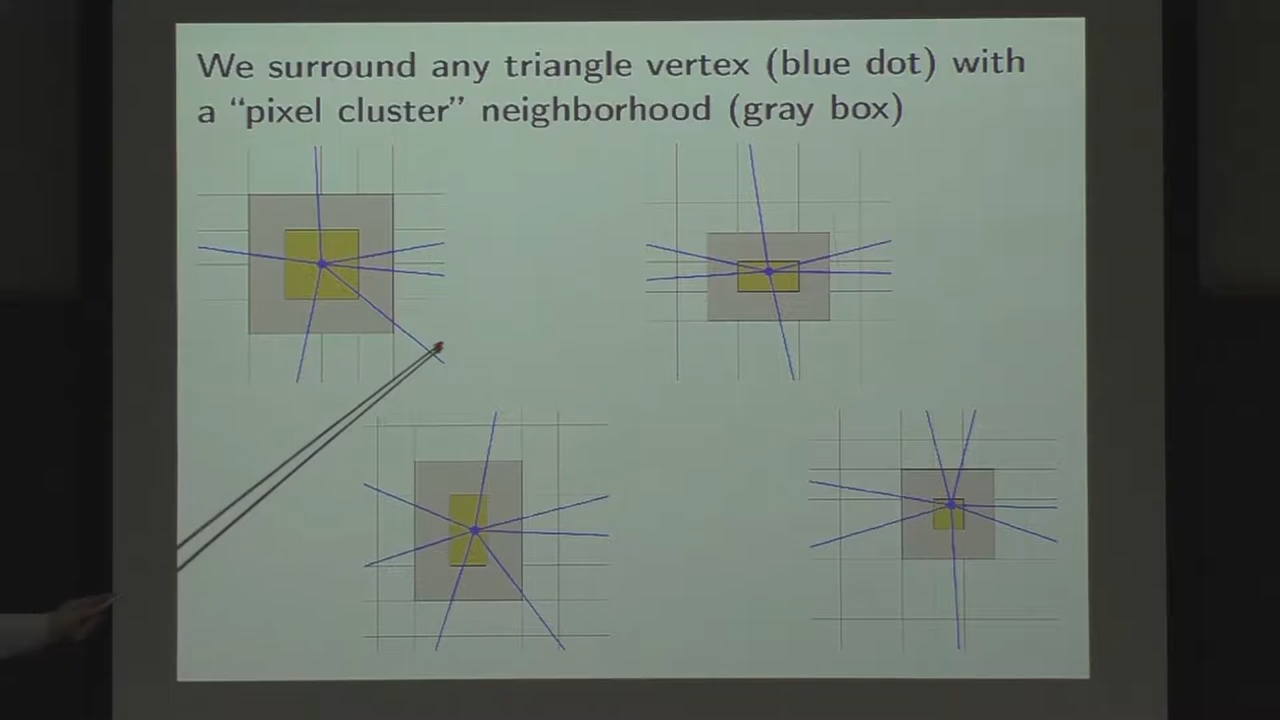 We surround any triangle vertex (blue dot) with
a “pixel cluster” neighborhood (gray box)